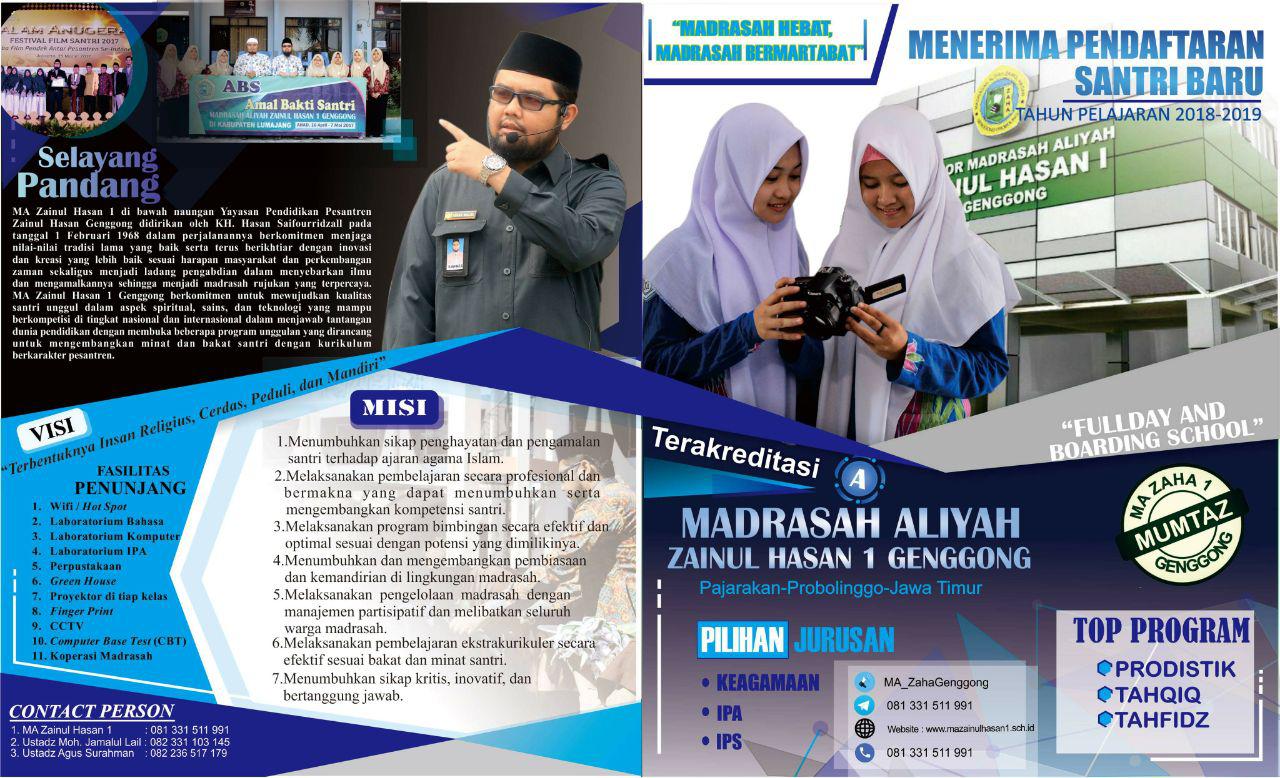 ALAM ANUGERA
FESTIVAL FILM SANTRI 2017
ABS
Amal Bakti Santri
MADRASAH ALIYAH ZAINUL HASAN 1 GENGGONG
DI KABUPATEN LUMAJANG
Selayang
Pandang
MA Zainul Hasan 1 di bawah naungan Yayasan Pendidikan Pesantren
Zainul Hasan Genggong didirikan oleh KH. Hasan Saifourridzall pada
tanggal 1 Februari 1968 dalam perjalanannya berkomitmen menjaga
nilai-nilai tradisi lama yang baik serta terus berikhtiar dengan inovasi
dan kreasi yang lebih baik sesuai harapan masyarakat dan perkembangan
zaman sekaligus menjadi ladang pengabdian dalam menyebarkan ilmu
dan mengamalkannya sehingga menjadi madrasah rujukan yang terpercaya.
MA Zainul Hasan 1 Genggong berkomitmen untuk mewujudkan kualitas
santri unggul dalam aspek spiritual, sains, dan teknologi yang mampu
berkompetisi di tingkat nasional dan internasional dalam menjawab tantangan
dunia pendidikan dengan membuka beberapa program unggulan yang dirancang
untuk mengembangkan minat dan bakat santri dengan kurikulum
berkarakter pesantren.
VISI
"Terbentuknya Insan Religius, Cerdas, Peduli, dan Mandiri"
FASILITAS
PENUNJANG
1. Wifi / Hot Spot
2. Laboratorium Bahasa
3. Laboratorium Komputer
4. Laboratorium IPA
5. Perpustakaan
6. Green House
7. Proyektor di tiap kelas
8. Finger Print
9. CCTV
10. Computer Base Test (CBT)
11. Koperasi Madrasah
MISI
1.Menumbuhkan sikap penghayatan dan pengamalan
santri terhadap ajaran agama Islam.
2.Melaksanakan pembelajaran secara profesional dan
bermakna yang dapat menumbuhkan serta
mengembangkan kompetensi santri.
3.Melaksanakan program bimbingan secara efektif dan
optimal sesuai dengan potensi yang dimilikinya.
4.Menumbuhkan dan mengembangkan pembiasaan
dan kemandirian di lingkungan madrasah.
5.Melaksanakan pengelolaan madrasah dengan
manajemen partisipatif dan melibatkan seluruh
warga madrasah.
6.Melaksanakan pembelajaran ekstrakurikuler secara
efektif sesuai bakat dan minat santri.
7.Menumbuhkan sikap kritis, inovatif, dan
bertanggung jawab.
CONTACT PERSON
1. MA Zainul Hasan 1 : 081 331 511 991
2. Ustadz Moh. Jamalul Lail : 082 331 103 145
3. Ustadz Agus Surahman : 082 236 517 179
"MADRASAH HEBAT,
MADRASAH BERMARTABAT"
MENERIMA PENDAFTARAN
SANTRI BARU
TAHUN PELAJARAN 2018-2019
OR MADRASAH ALIYAH
NUL HASAN I
GENGGONG
Canon
"FULLDAY AND
BOARDING SCHOOL"
Terakreditasi A
MADRASAH ALIYAH
ZAINUL HASAN 1 GENGGONG
Pajarakan-Probolinggo-Jawa Timur
MA ZAHA 1
MUMTAZ
GENGGONG
PILIHAN JURUSAN
• KEAGAMAAN
• IPA
• IPS
MA_ZahaGenggong
081 331 511 991
Website : www.mazainulhasan1.sch.id
081 331 511 991
TOP PROGRAM
PRODISTIK
TAHQIQ
TAHFIDZ